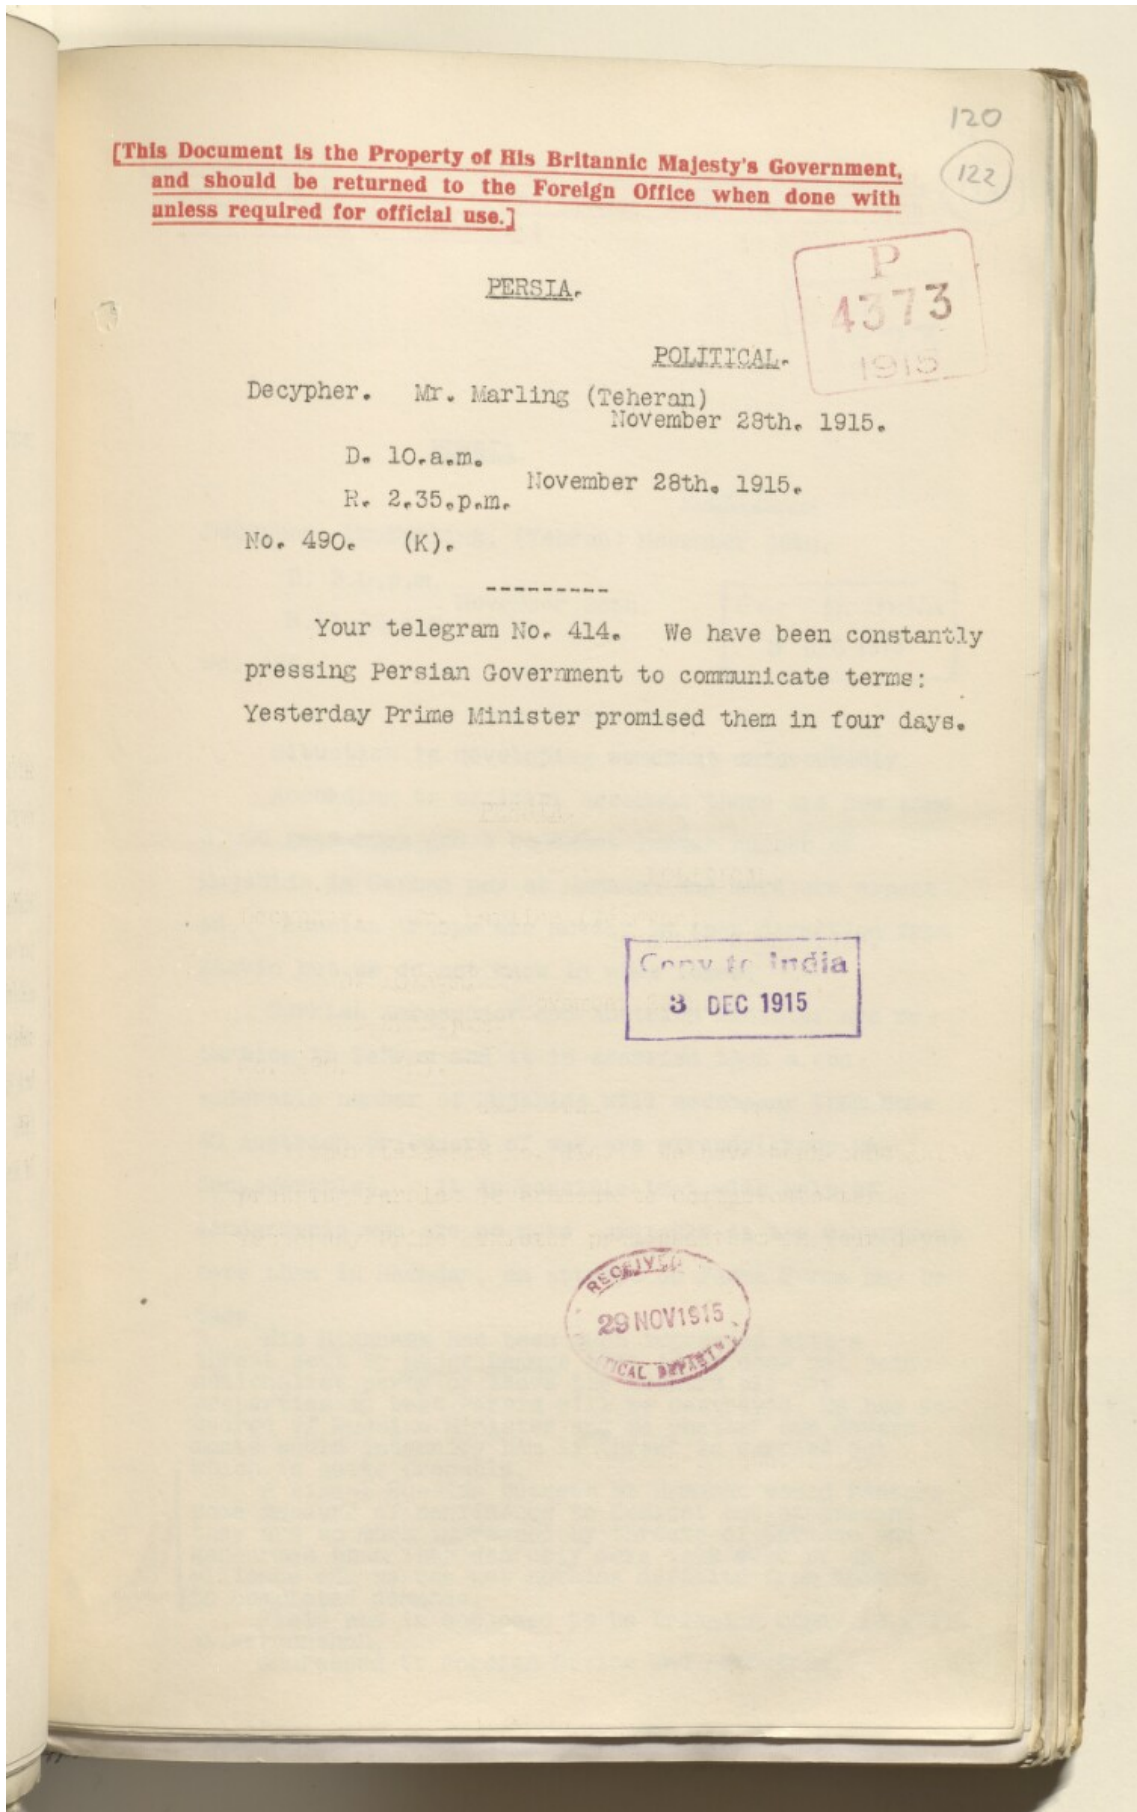 120
122
[This Document is the Property of His Britannic Majesty's Government,
and should be returned to the Foreign Office when done with
unless required for official use.]
P
4373
1915
PERSIA.
POLITICAL.
Decypher. Mr. Marling (Teheran)
November 28th. 1915.
D. 10.a.m.
November 28th. 1915.
R. 2.35.p.m.
No. 490. (K).
---------
Your telegram No. 414. We have been constantly
pressing Persian Government to communicate terms:
Yesterday Prime Minister promised them in four days.
Copy to India
3 DEC 1915
RECEIVED
29 NOV 1915
POLITICAL DEPARTMENT